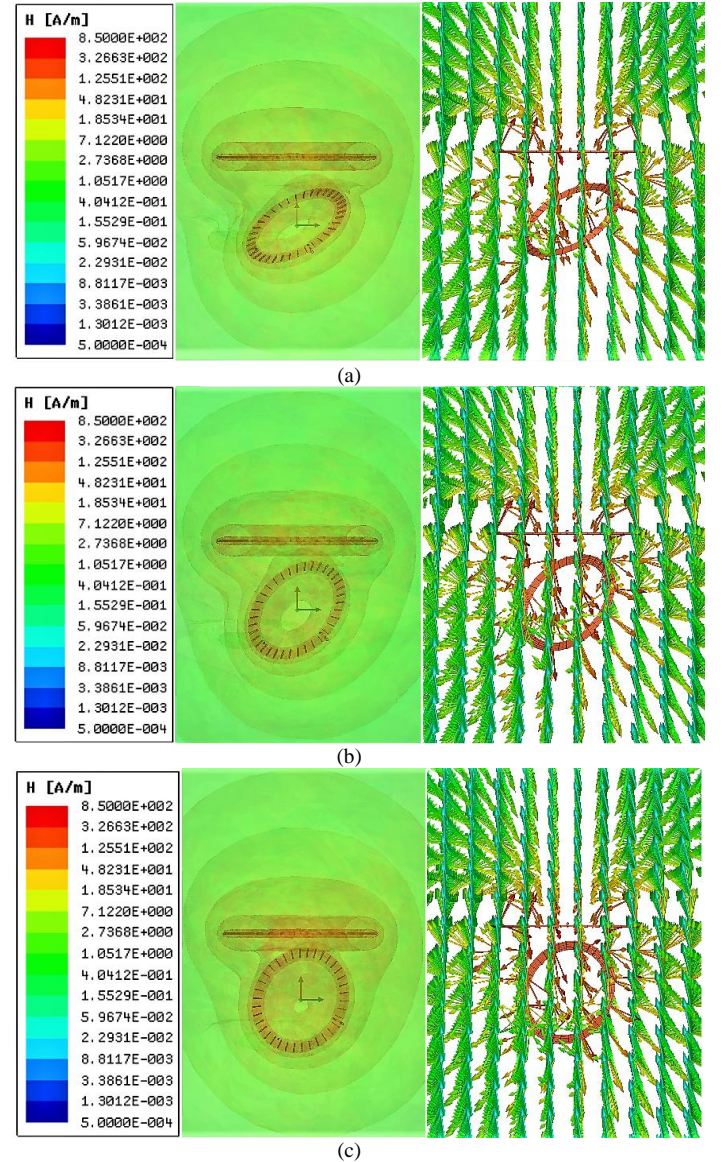 H [A/m]
8.5000E+002
3.2663E+002
1.2551E+002
4.8231E+001
1.8534E+001
7.1220E+000
2.7368E+000
1.0517E+000
4.0412E-001
1.5529E-001
5.9674E-002
2.2931E-002
8.8117E-003
3.3861E-003
1.3012E-003
5.0000E-004
(a)
H [A/m]
8.5000E+002
3.2663E+002
1.2551E+002
4.8231E+001
1.8534E+001
7.1220E+000
2.7368E+000
1.0517E+000
4.0412E-001
1.5529E-001
5.9674E-002
2.2931E-002
8.8117E-003
3.3861E-003
1.3012E-003
5.0000E-004
(b)
H [A/m]
8.5000E+002
3.2663E+002
1.2551E+002
4.8231E+001
1.8534E+001
7.1220E+000
2.7368E+000
1.0517E+000
4.0412E-001
1.5529E-001
5.9674E-002
2.2931E-002
8.8117E-003
3.3861E-003
1.3012E-003
5.0000E-004
(c)